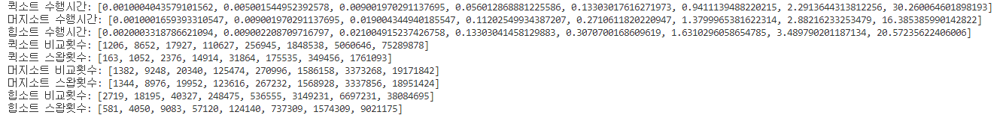 퀵소트 수행시간: [0.0010004043579101562, 0.005001544952392578, 0.009001970291137695, 0.056012868881225586, 0.13303017616271973, 0.9411139488220215, 2.2913644313812256, 30.260064601898193]
머지소트 수행시간: [0.0010001659393310547, 0.009001970291137695, 0.019004344940185547, 0.11202549934387207, 0.2710611820220947, 1.3799965381622314, 2.88216233253479, 16.385385990142822]
힙소트 수행시간: [0.0020003318786621094, 0.009002208709716797, 0.021004915237426758, 0.13303041458129883, 0.3070700168609619, 1.6310296058654785, 3.489790201187134, 20.57235622406006]
퀵소트 비교횟수: [1206, 8652, 17927, 110627, 256945, 1848538, 5060646, 75289878]
퀵소트 스왑횟수: [163, 1052, 2376, 14914, 31864, 175535, 349456, 1761093]
머지소트 비교횟수: [1382, 9248, 20340, 125474, 270996, 1586158, 3373268, 19171842]
머지소트 스왑횟수: [1344, 8976, 19952, 123616, 267232, 1568928, 3337856, 18951424]
힙소트 비교횟수: [2719, 18195, 40327, 248475, 536555, 3149231, 6697231, 38084695]
힙소트 스왑횟수: [581, 4050, 9083, 57120, 124140, 737309, 1574309, 9021175]